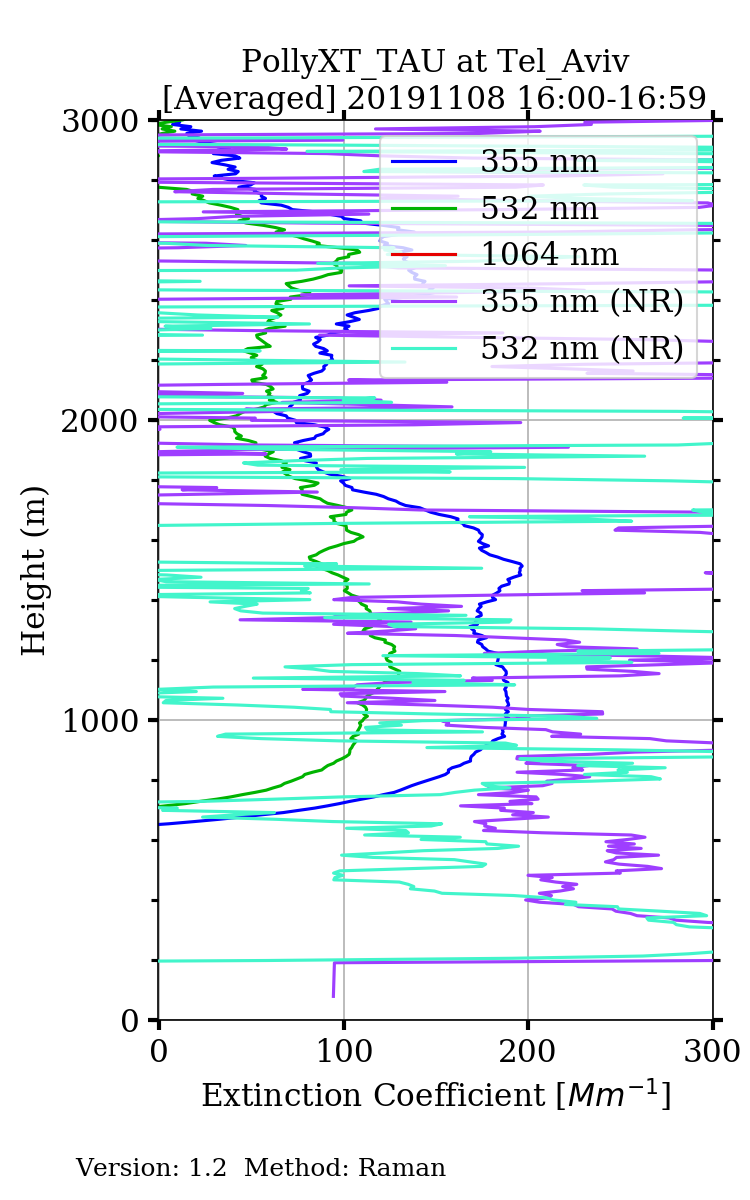 PollyXT_TAU at Tel_Aviv
[Averaged] 20191108 16:00-16:59
3000
2000
1000
0
Height (m)
355 nm
532 nm
1064 nm
355 nm (NR)
532 nm (NR)
0 100 200 300
Extinction Coefficient [Mm⁻¹]
Version: 1.2 Method: Raman